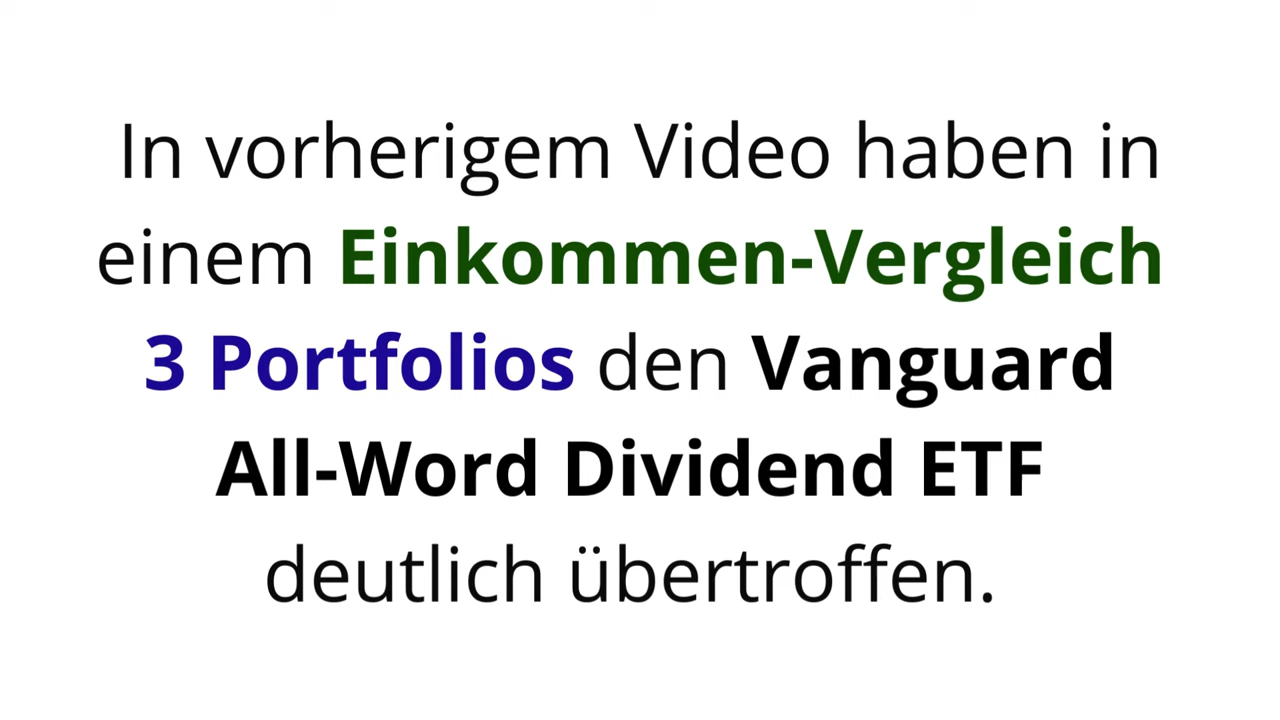 In vorherigem Video haben in
einem Einkommen-Vergleich
3 Portfolios den Vanguard
All-Word Dividend ETF
deutlich übertroffen.